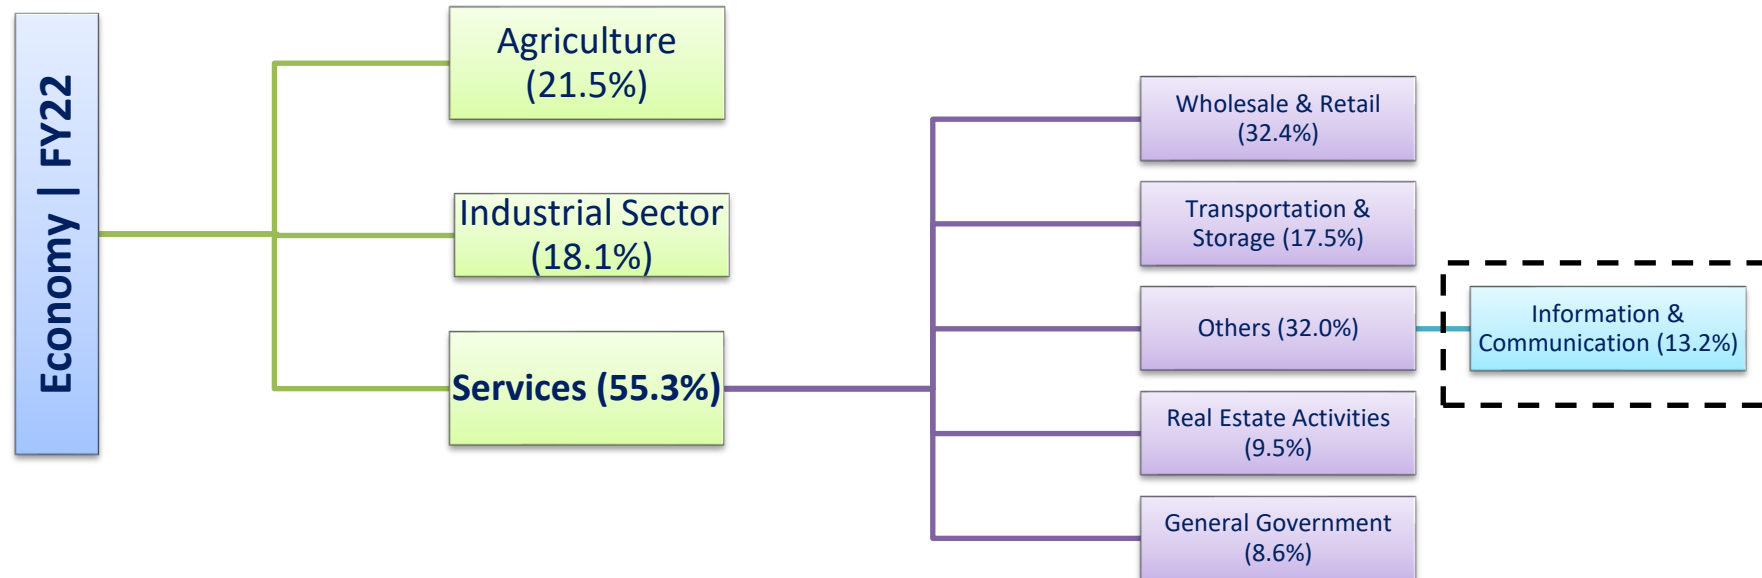 Economy | FY22
Agriculture
(21.5%)
Industrial Sector
(18.1%)
Services (55.3%)
Wholesale & Retail
(32.4%)
Transportation &
Storage (17.5%)
Others (32.0%)
Information &
Communication (13.2%)
Real Estate Activities
(9.5%)
General Government
(8.6%)